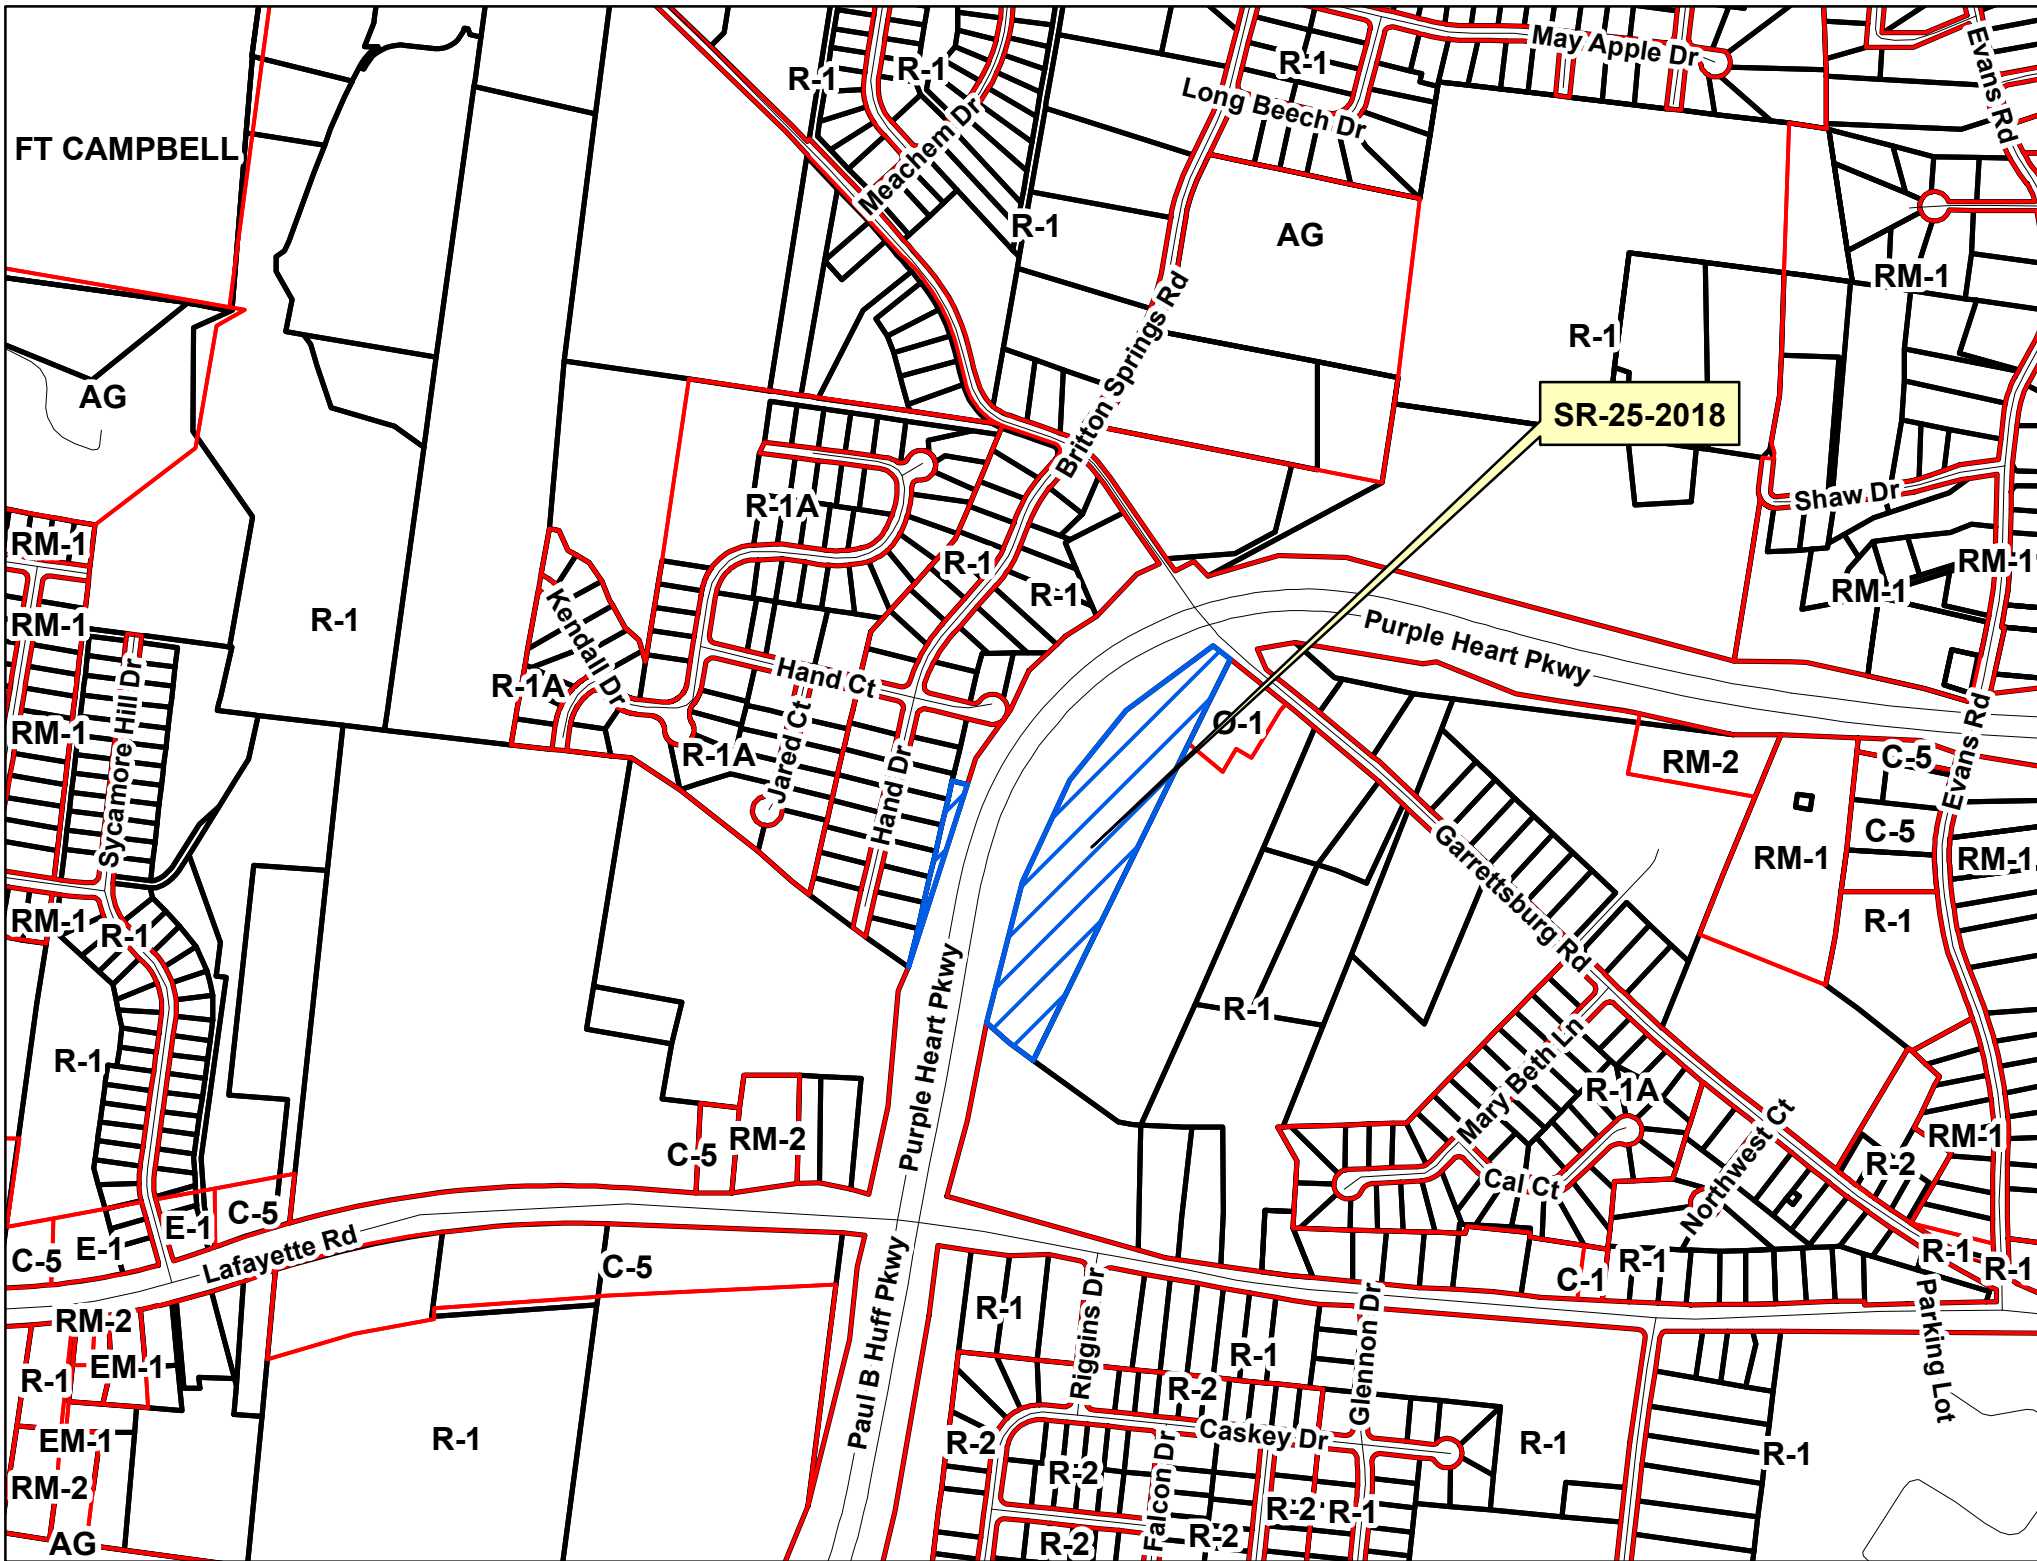 May Apple Dr
Evans Rd
R-1
R-1
R-1
Long Beech Dr
FT CAMPBELL
Meachem Dr
R-1
AG
RM-1
Britton Springs Rd
R-1
AG
SR-25-2018
R-1A
Shaw Dr
RM-1
R-1
RM-1
R-1
RM-1
R-1
RM-1
Kendall Dr
Purple Heart Pkwy
Hand Ct
R-1A
Sycamore Hill Dr
RM-1
Jared Ct
R-1A
O-1
RM-2
C-5
Evans Rd
Hand Dr
C-5
RM-1
RM-1
Garrettsburg Rd
RM-1
R-1
R-1
Purple Heart Pkwy
R-1
R-1
Mary Beth Ln
R-1A
C-5
RM-2
Northwest Ct
RM-1
R-2
Cal Ct
E-1
C-5
C-5
E-1
Lafayette Rd
C-5
R-1
R-1
R-1
C-1
Paul B Huff Pkwy
R-1
Riggins Dr
Glennon Dr
RM-2
EM-1
R-1
R-1
R-2
Parking Lot
EM-1
R-1
R-2
Caskey Dr
R-1
R-1
RM-2
R-2
Falcon Dr
R-2
R-1
AG
R-2
R-2